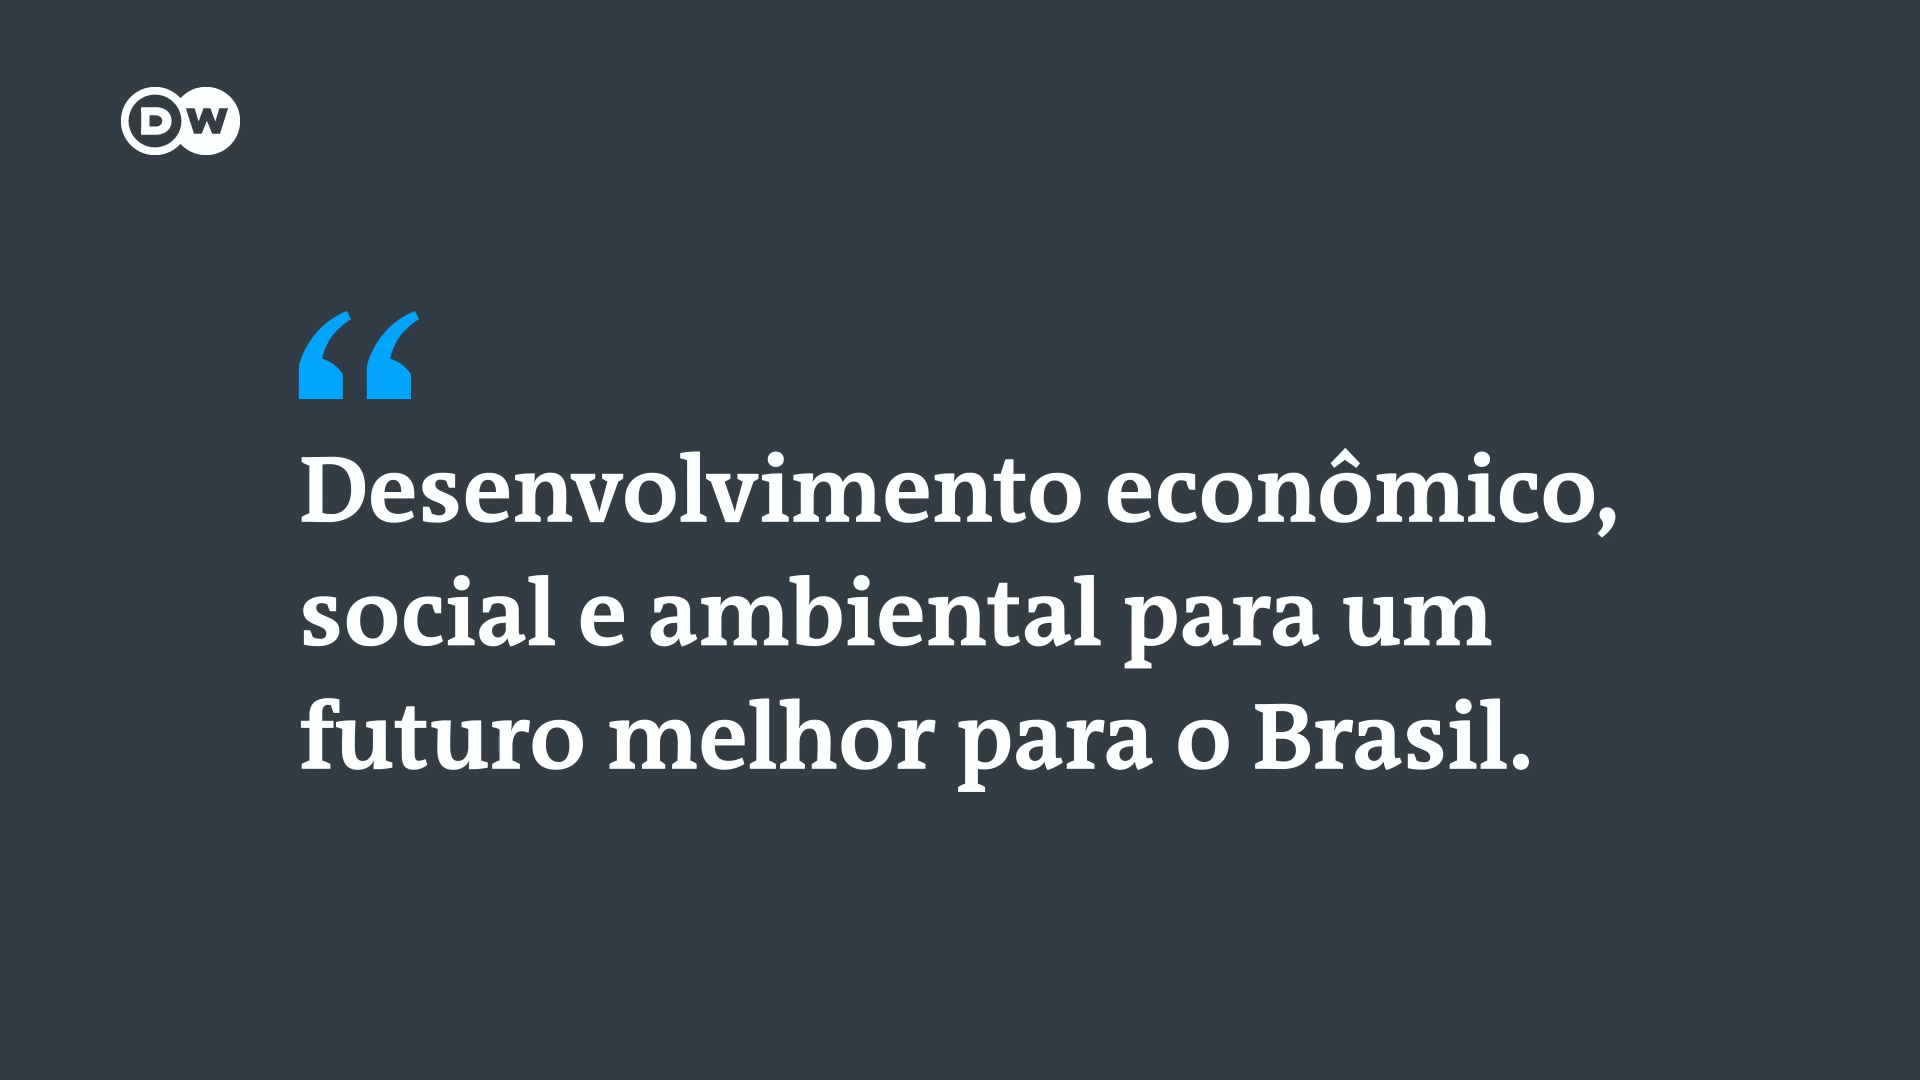 DW
“
Desenvolvimento econômico,
social e ambiental para um
futuro melhor para o Brasil.